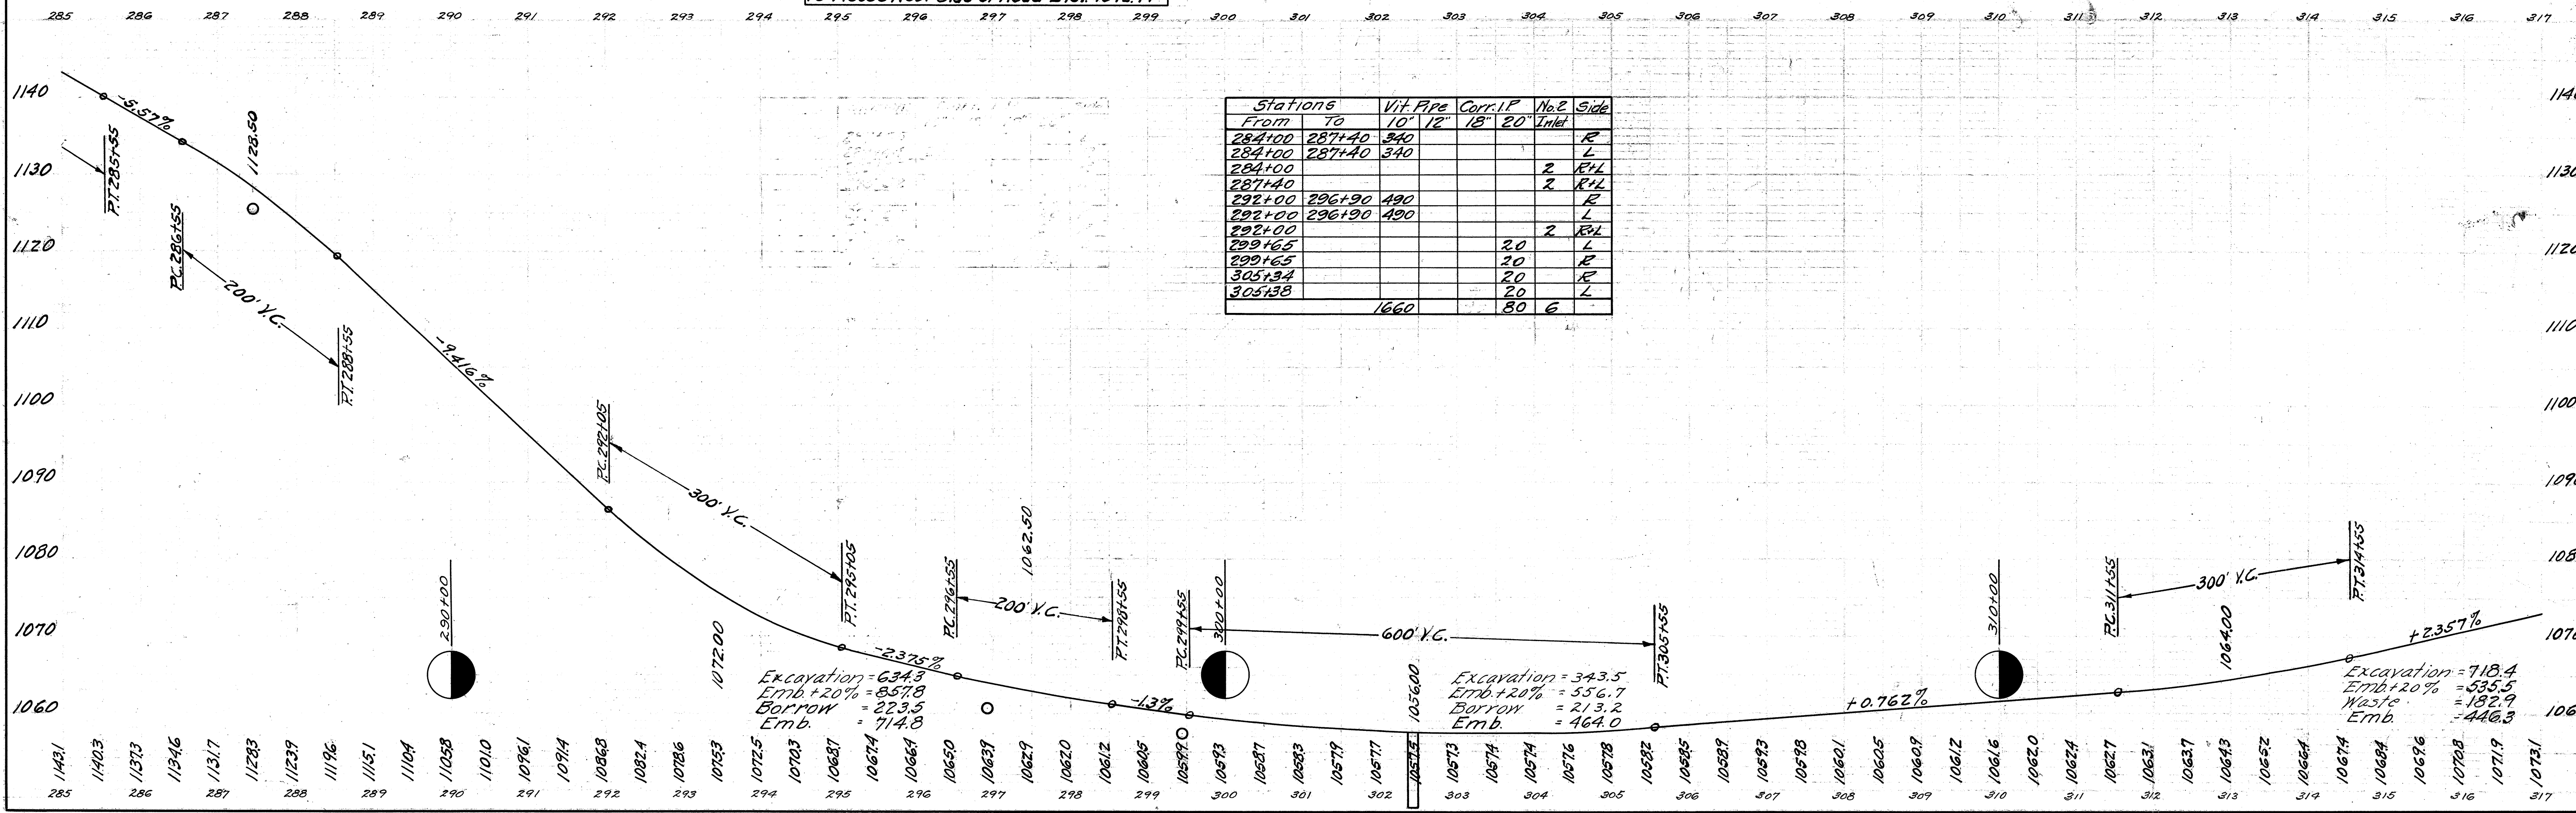 285 286 287 288 289 290 291 292 293 294 295 296 297 298 299 300 301 302 303 304 305 306 307 308 309 310 311 312 313 314 315 316 317
1140
1130
1120
1110
1100
1090
1080
1070
1060
-5.57%
P.T. 285+55
1128.50
P.C. 286+55
200' V.C.
P.T. 288+55
-9.416%
290+00
P.C. 292+05
300' V.C.
P.T. 295+05
1072.00
-2.375%
P.C. 296+55
1062.50
200' V.C.
P.T. 298+55
-1.3%
P.C. 299+55
300+00
600' V.C.
1056.00
P.T. 305+55
+0.762%
310+00
P.C. 311+55
300' V.C.
1064.00
P.T. 314+55
+2.357%
Stations Vit. Pipe Corr. I.P. No.2 Side
From To 10" 12" 18" 20" Inlet
284+00 287+40 340 R
284+00 287+40 340 L
284+00 2 R+L
287+40 2 R+L
292+00 296+90 490 R
292+00 296+90 490 L
292+00 2 R+L
299+65 20 L
299+65 20 R
305+34 20 R
305+38 20 L
1660 80 6
Excavation = 634.3
Emb.+20% = 857.8
Borrow = 223.5
Emb. = 714.8
Excavation = 343.5
Emb.+20% = 556.7
Borrow = 213.2
Emb. = 464.0
Excavation = 718.4
Emb.+20% = 535.5
Waste = 182.9
Emb. = 446.3
1143.1 1140.3 1137.3 1134.6 1131.7 1128.3 1123.9 1119.6 1115.1 1110.4 1105.8 1101.0 1096.1 1091.4 1086.8 1082.4 1078.6 1075.3 1072.5 1070.3 1068.7 1067.4 1066.4 1065.0 1063.9 1062.9 1062.0 1061.2 1060.5 1059.9 1059.3 1058.7 1058.3 1057.9 1057.7 1057.5 1057.3 1057.4 1057.4 1057.6 1057.8 1058.2 1058.5 1058.9 1059.3 1059.8 1060.1 1060.5 1060.9 1061.2 1061.6 1062.0 1062.4 1062.7 1063.1 1063.7 1064.3 1065.2 1066.4 1067.4 1068.4 1069.6 1070.8 1071.9 1073.1
285 286 287 288 289 290 291 292 293 294 295 296 297 298 299 300 301 302 303 304 305 306 307 308 309 310 311 312 313 314 315 316 317